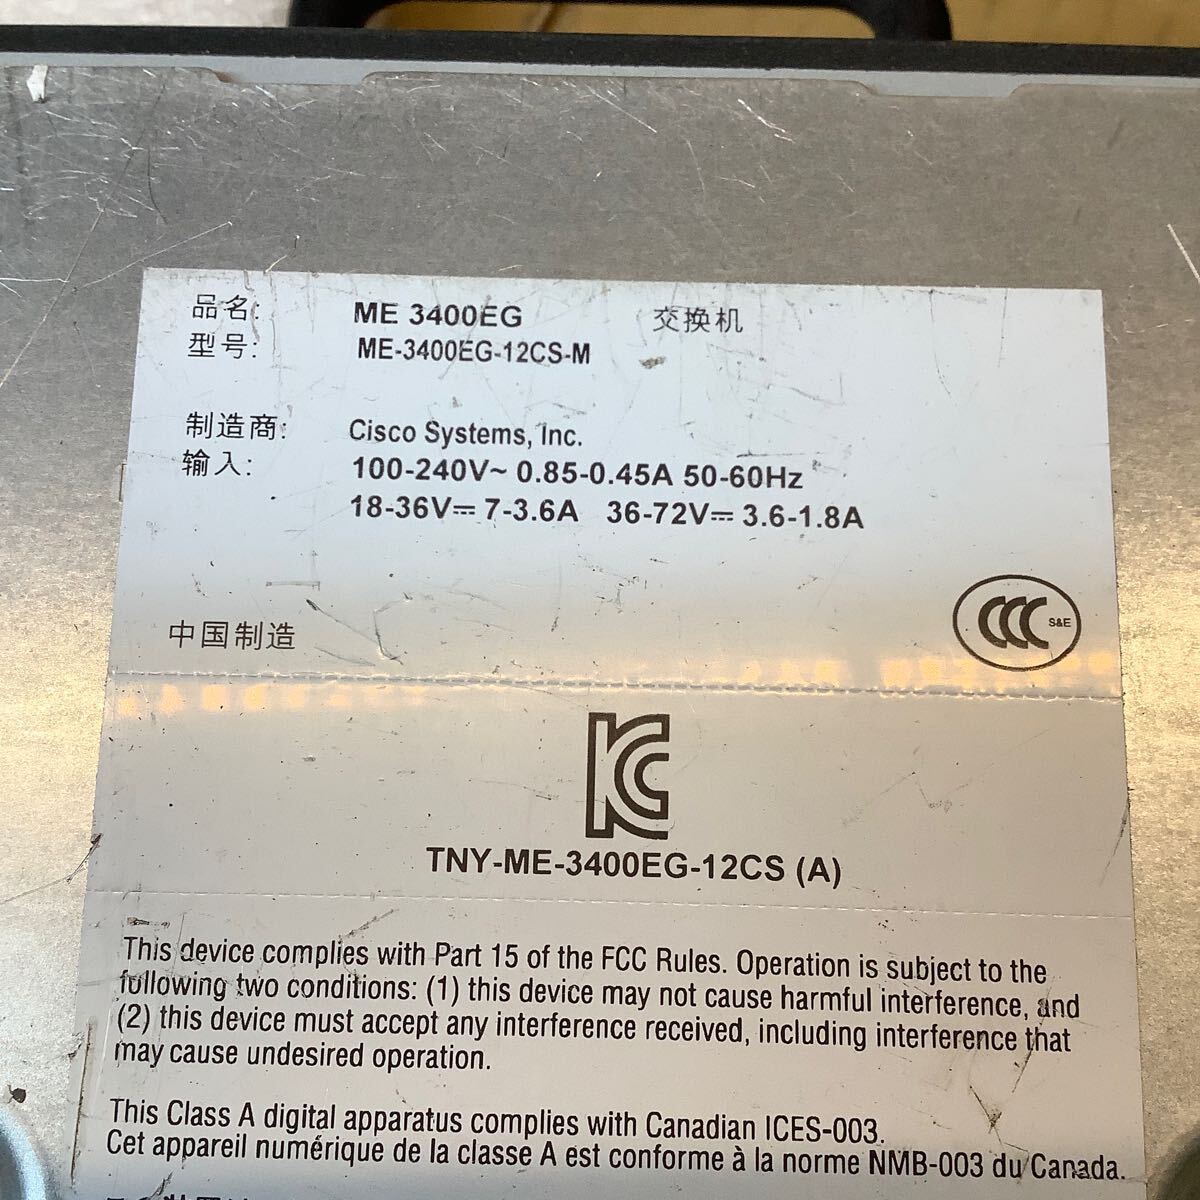 品名: ME 3400EG 交换机
型号: ME-3400EG-12CS-M
制造商: Cisco Systems, Inc.
输入: 100-240V~ 0.85-0.45A 50-60Hz
18-36V⎓ 7-3.6A 36-72V⎓ 3.6-1.8A
CCC S&E
中国制造
KC
TNY-ME-3400EG-12CS (A)
This device complies with Part 15 of the FCC Rules. Operation is subject to the
following two conditions: (1) this device may not cause harmful interference, and
(2) this device must accept any interference received, including interference that
may cause undesired operation.
This Class A digital apparatus complies with Canadian ICES-003.
Cet appareil numérique de la classe A est conforme à la norme NMB-003 du Canada.